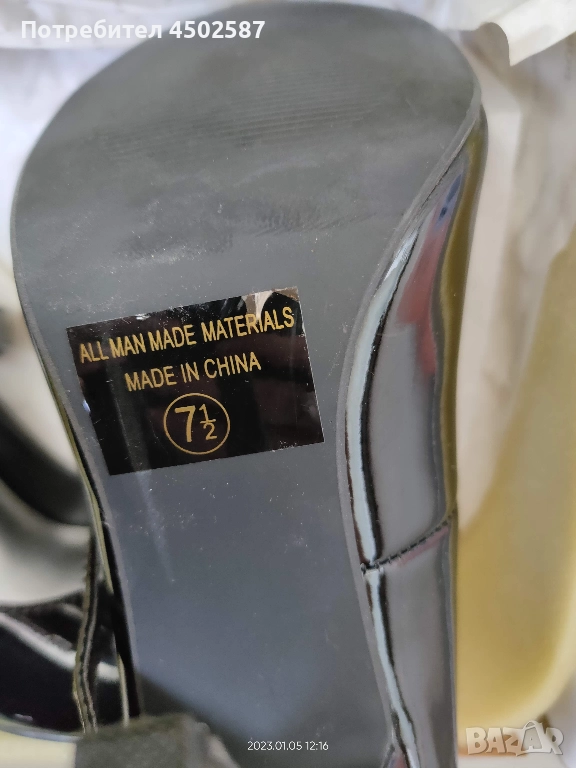 Потребител 4502587
ALL MAN MADE MATERIALS
MADE IN CHINA
7½
2023.01.05 12:16
BAZAR